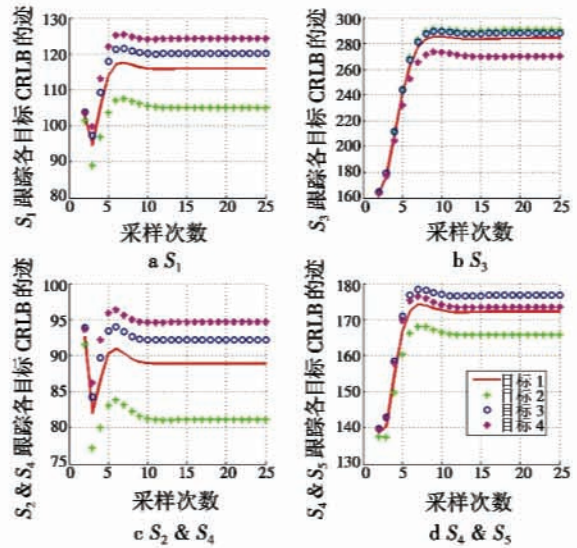 S1 跟踪各目标 CRLB 的迹
130
120
110
100
90
80
0 5 10 15 20 25
采样次数
a S1
S3 跟踪各目标 CRLB 的迹
300
280
260
240
220
200
180
160
0 5 10 15 20 25
采样次数
b S3
S2 & S4 跟踪各目标 CRLB 的迹
100
95
90
85
80
75
0 5 10 15 20 25
采样次数
c S2 & S4
S4 & S5 跟踪各目标 CRLB 的迹
180
170
160
150
140
130
0 5 10 15 20 25
目标 1
目标 2
目标 3
目标 4
采样次数
d S4 & S5